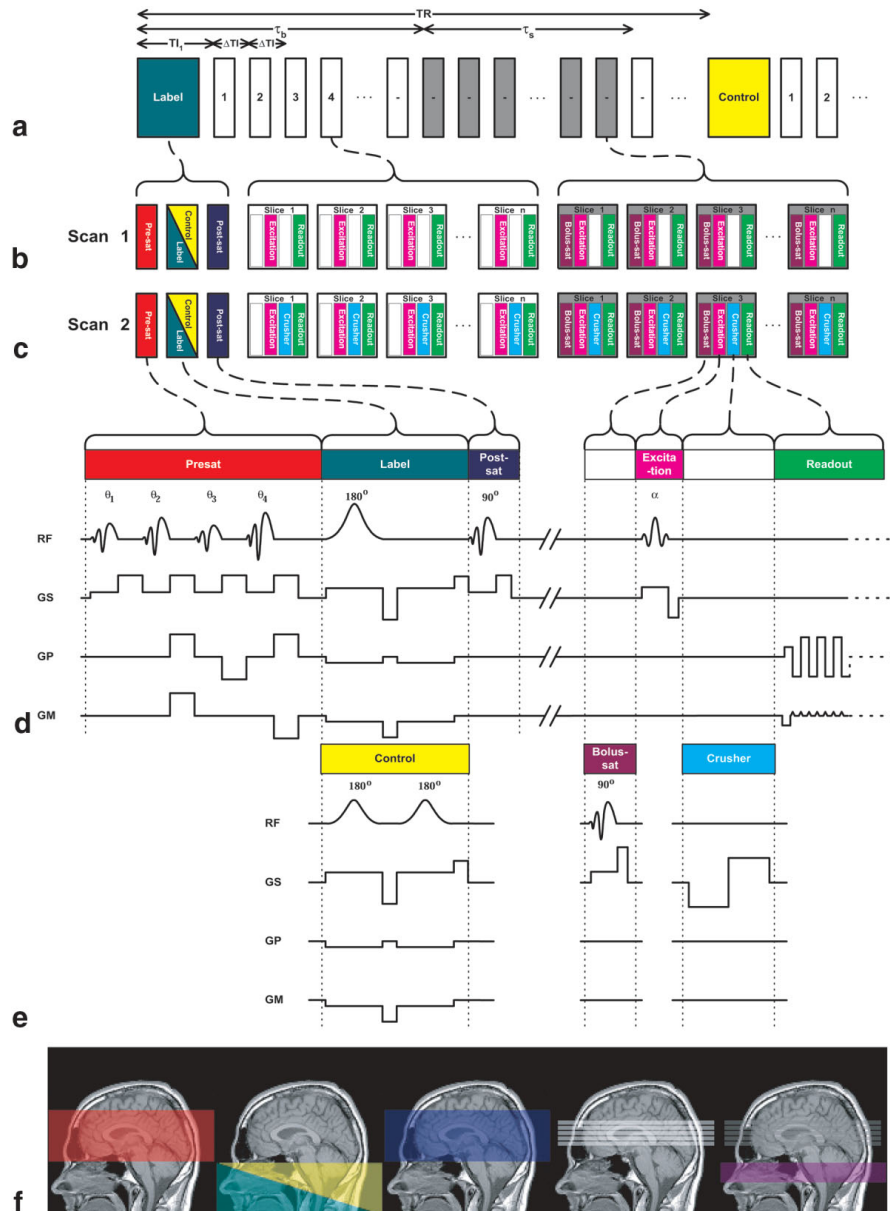 TR
τb τs
TI1 ΔTI ΔTI
Label 1 2 3 4 ... - - - - ... - - - ... Control 1 2 ...
a
Scan 1
Pre-sat Control Label Post-sat
Slice 1 Slice 2 Slice 3 Slice n Slice 1 Slice 2 Slice 3 Slice n
Excitation Readout Excitation Readout Excitation Readout ... Excitation Readout
Bolus-sat Excitation Readout Bolus-sat Excitation Readout Bolus-sat Excitation Readout ... Bolus-sat Excitation Readout
b
Scan 2
Pre-sat Control Label Post-sat
Slice 1 Slice 2 Slice 3 Slice n Slice 1 Slice 2 Slice 3 Slice n
Excitation Crusher Readout Excitation Crusher Readout Excitation Crusher Readout ... Excitation Crusher Readout
Bolus-sat Excitation Crusher Readout Bolus-sat Excitation Crusher Readout Bolus-sat Excitation Crusher Readout ... Bolus-sat Excitation Crusher Readout
c
Presat Label Post-sat Excita-tion Readout
θ1 θ2 θ3 θ4 180° 90° α
RF
GS
GP
GM
d
Control Bolus-sat Crusher
180° 180° 90°
RF
GS
GP
GM
e
f